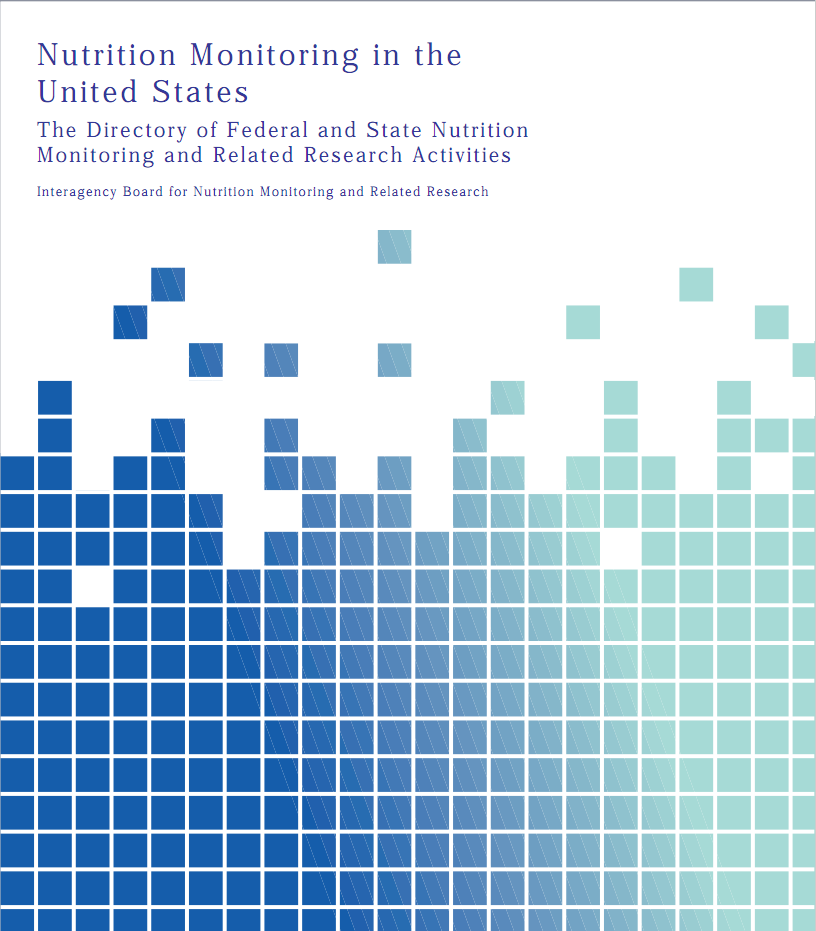 Nutrition Monitoring in the
United States
The Directory of Federal and State Nutrition
Monitoring and Related Research Activities
Interagency Board for Nutrition Monitoring and Related Research